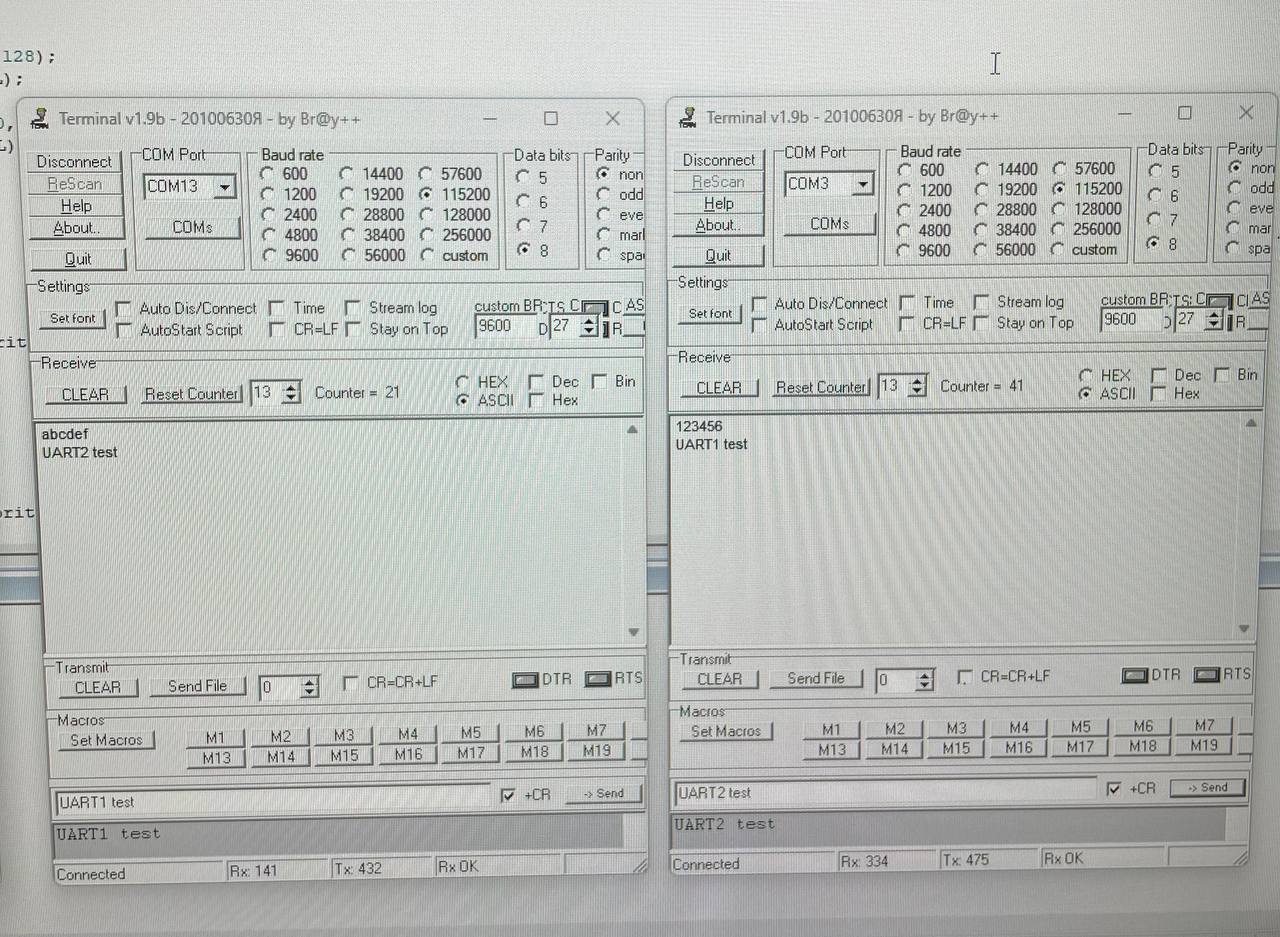 128);
);
Terminal v1.9b - 20100630Я - by Br@y++
Disconnect
ReScan
Help
About..
Quit
COM Port
COM13
COMs
Baud rate
600 14400 57600
1200 19200 115200
2400 28800 128000
4800 38400 256000
9600 56000 custom
Data bits
5
6
7
8
Parity
non
odd
eve
mar
spa
Settings
Set font
Auto Dis/Connect Time Stream log
AutoStart Script CR=LF Stay on Top
custom BR
9600
27
AS
R
Receive
CLEAR Reset Counter 13 Counter = 21
HEX Dec Bin
ASCII Hex
abcdef
UART2 test
Transmit
CLEAR Send File 0 CR=CR+LF DTR RTS
Macros
Set Macros
M1 M2 M3 M4 M5 M6 M7
M13 M14 M15 M16 M17 M18 M19
UART1 test +CR -> Send
UART1 test
Connected Rx: 141 Tx: 432 Rx OK
Terminal v1.9b - 20100630Я - by Br@y++
Disconnect
ReScan
Help
About..
Quit
COM Port
COM3
COMs
Baud rate
600 14400 57600
1200 19200 115200
2400 28800 128000
4800 38400 256000
9600 56000 custom
Data bits
5
6
7
8
Parity
non
odd
eve
mar
spa
Settings
Set font
Auto Dis/Connect Time Stream log
AutoStart Script CR=LF Stay on Top
custom BR
9600
27
AS
R
Receive
CLEAR Reset Counter 13 Counter = 41
HEX Dec Bin
ASCII Hex
123456
UART1 test
Transmit
CLEAR Send File 0 CR=CR+LF DTR RTS
Macros
Set Macros
M1 M2 M3 M4 M5 M6 M7
M13 M14 M15 M16 M17 M18 M19
UART2 test +CR -> Send
UART2 test
Connected Rx: 334 Tx: 475 Rx OK